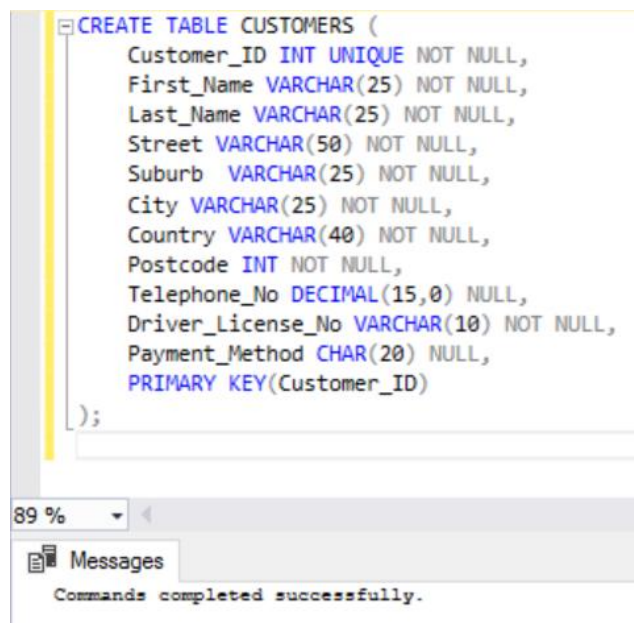 CREATE TABLE CUSTOMERS (
Customer_ID INT UNIQUE NOT NULL,
First_Name VARCHAR(25) NOT NULL,
Last_Name VARCHAR(25) NOT NULL,
Street VARCHAR(50) NOT NULL,
Suburb  VARCHAR(25) NOT NULL,
City VARCHAR(25) NOT NULL,
Country VARCHAR(40) NOT NULL,
Postcode INT NOT NULL,
Telephone_No DECIMAL(15,0) NULL,
Driver_License_No VARCHAR(10) NOT NULL,
Payment_Method CHAR(20) NULL,
PRIMARY KEY(Customer_ID)
);
89 %
Messages
Commands completed successfully.